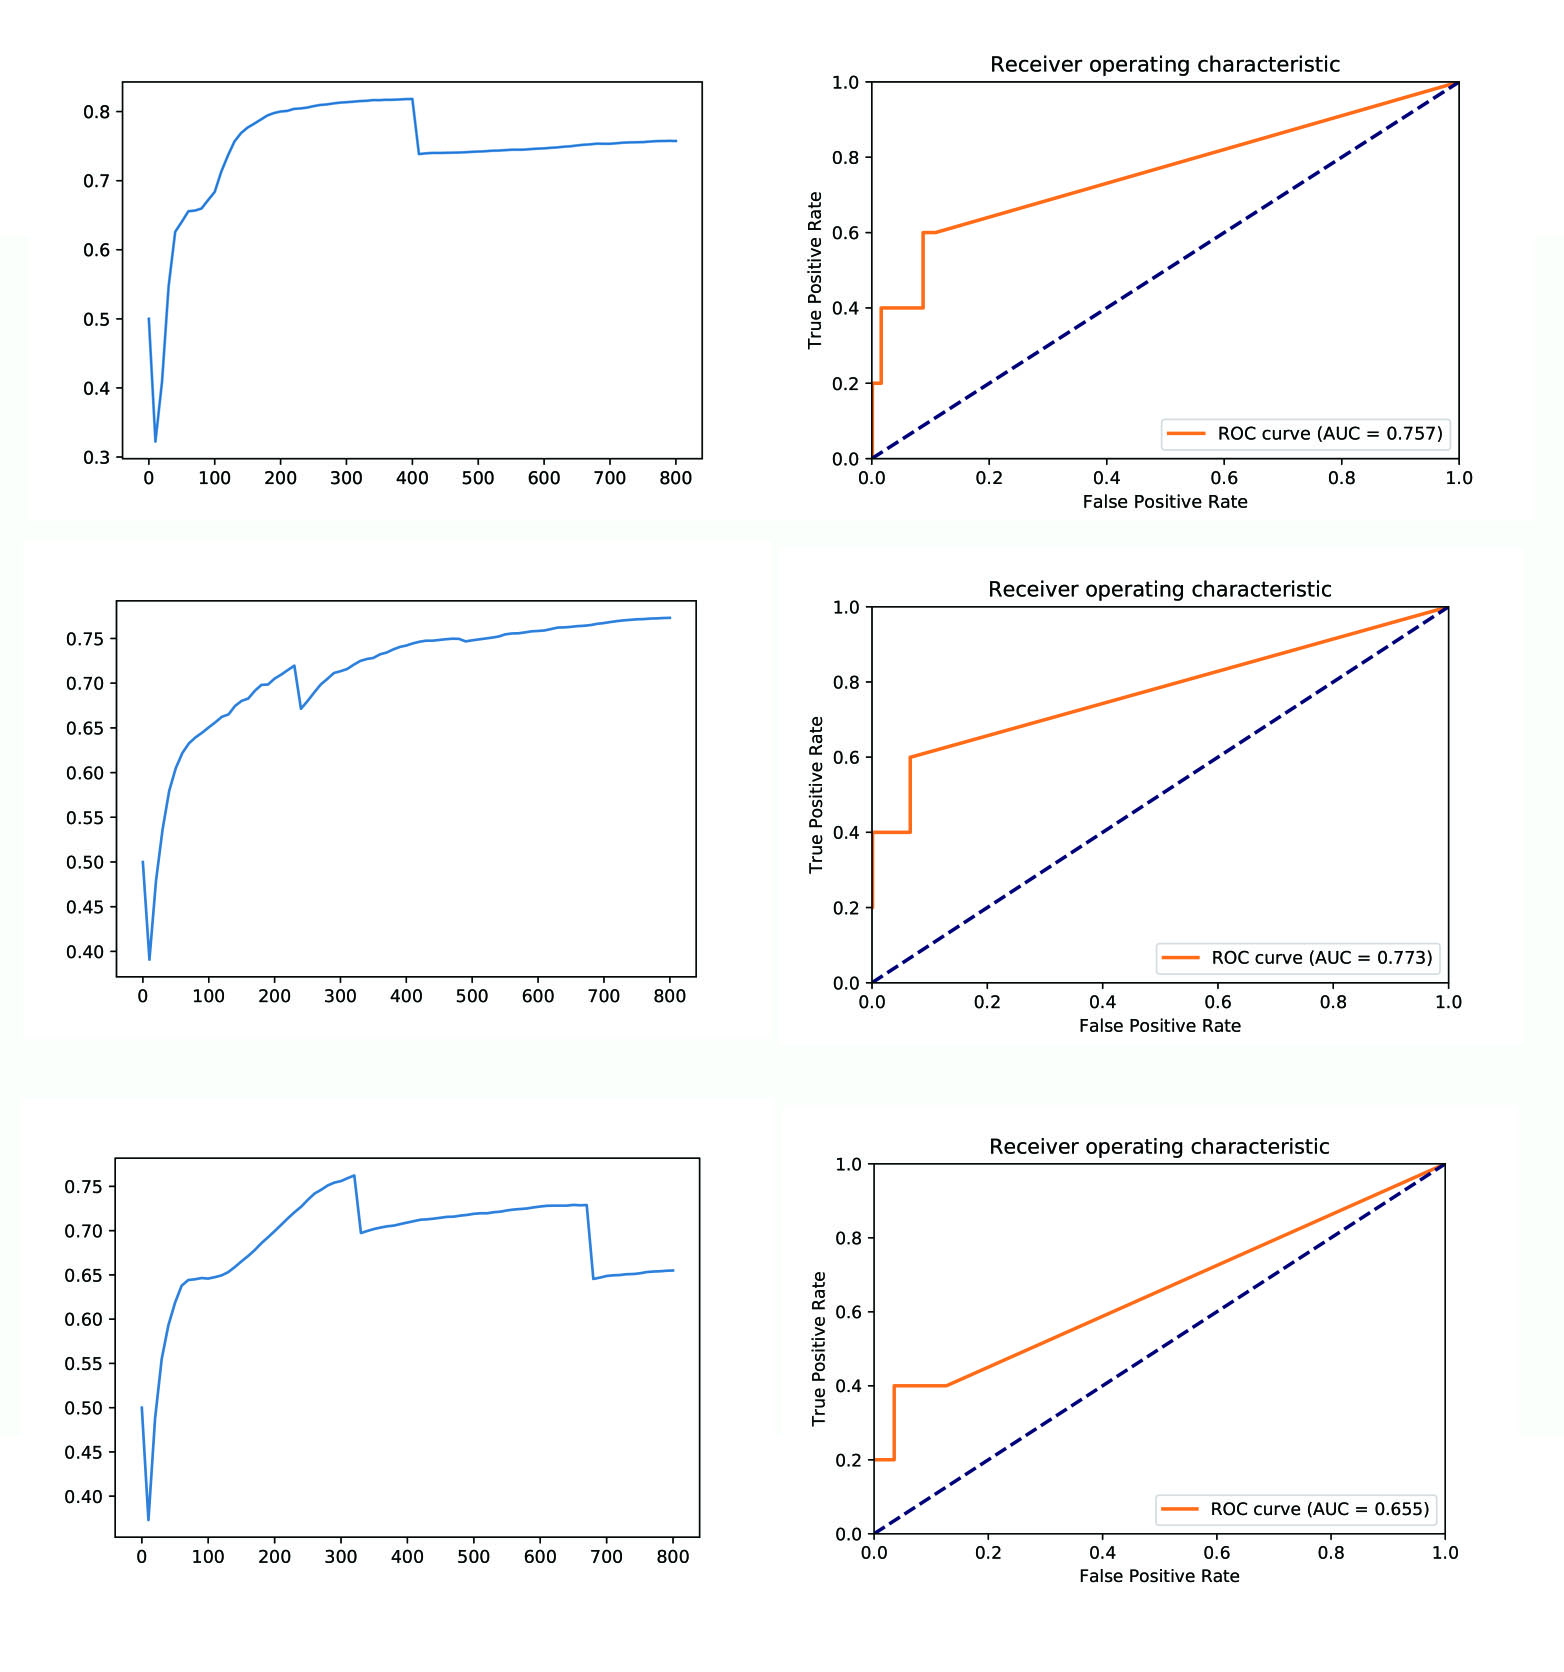 0.8
0.7
0.6
0.5
0.4
0.3
0 100 200 300 400 500 600 700 800
Receiver operating characteristic
1.0
0.8
0.6
0.4
0.2
0.0
True Positive Rate
ROC curve (AUC = 0.757)
0.0 0.2 0.4 0.6 0.8 1.0
False Positive Rate
0.75
0.70
0.65
0.60
0.55
0.50
0.45
0.40
0 100 200 300 400 500 600 700 800
Receiver operating characteristic
1.0
0.8
0.6
0.4
0.2
0.0
True Positive Rate
ROC curve (AUC = 0.773)
0.0 0.2 0.4 0.6 0.8 1.0
False Positive Rate
0.75
0.70
0.65
0.60
0.55
0.50
0.45
0.40
0 100 200 300 400 500 600 700 800
Receiver operating characteristic
1.0
0.8
0.6
0.4
0.2
0.0
True Positive Rate
ROC curve (AUC = 0.655)
0.0 0.2 0.4 0.6 0.8 1.0
False Positive Rate